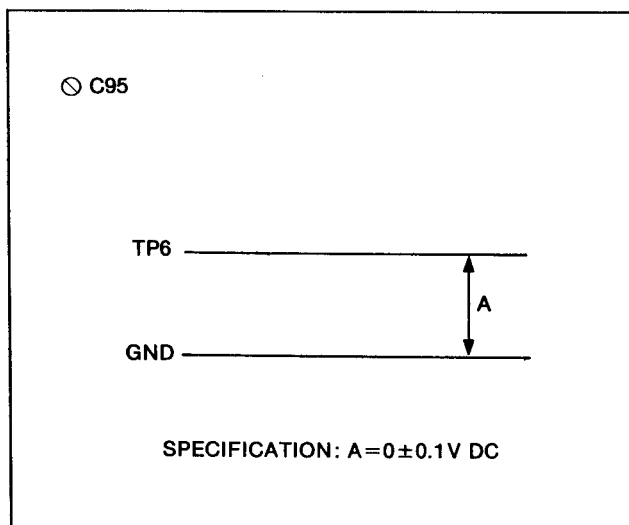 C95
TP6
A
GND
SPECIFICATION: A=0±0.1V DC